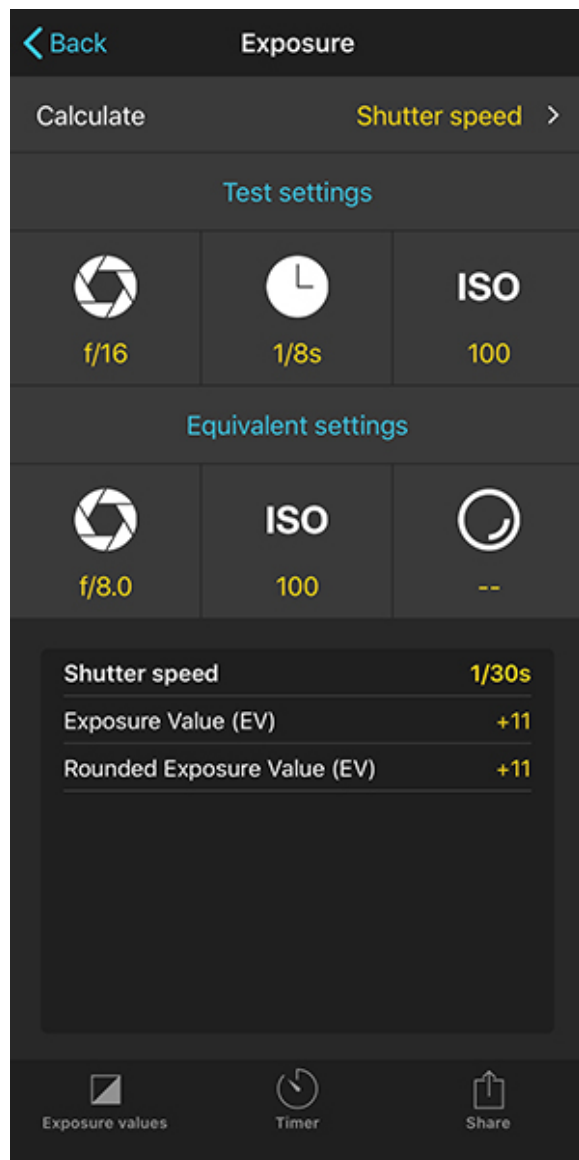 Back Exposure
Calculate Shutter speed
Test settings
ISO
f/16 1/8s 100
Equivalent settings
ISO
f/8.0 100 --
Shutter speed 1/30s
Exposure Value (EV) +11
Rounded Exposure Value (EV) +11
Exposure values Timer Share